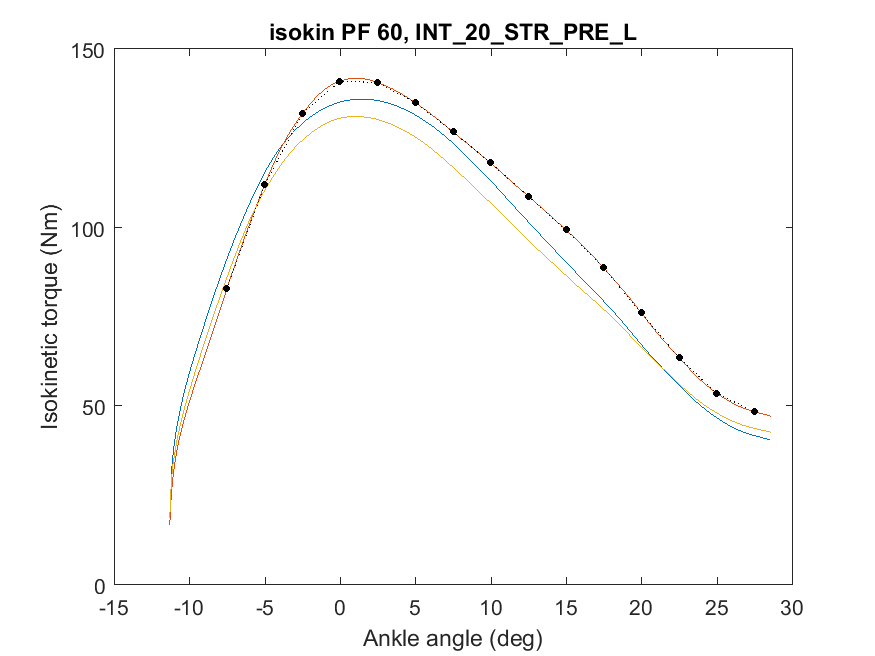 isokin PF 60, INT_20_STR_PRE_L
150
100
50
0
Isokinetic torque (Nm)
-15 -10 -5 0 5 10 15 20 25 30
Ankle angle (deg)